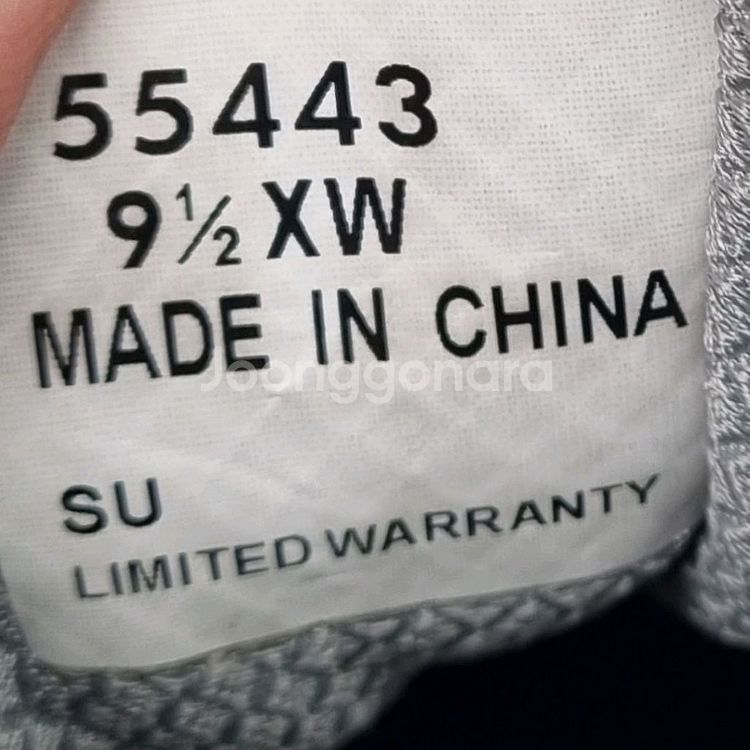 55443
9½ XW
MADE IN CHINA
Joonggonara
SU
LIMITED WARRANTY